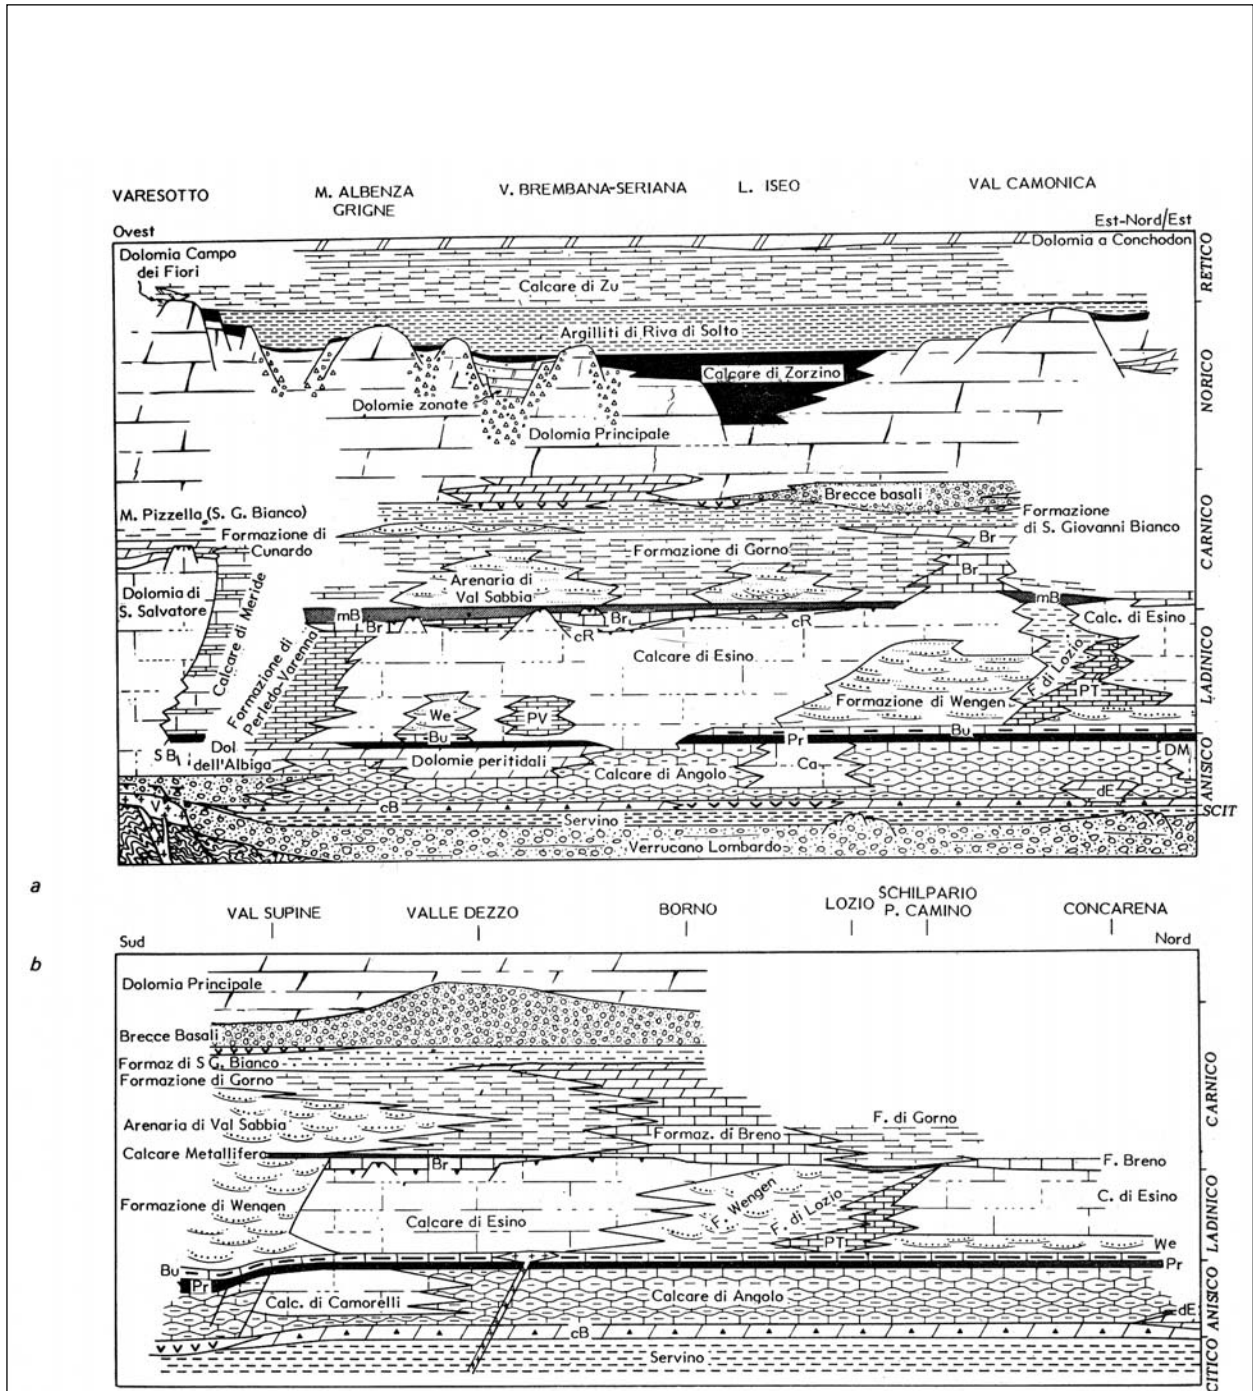 VARESOTTO
M. ALBENZA
GRIGNE
V. BREMBANA-SERIANA
L. ISEO
VAL CAMONICA
Ovest
Est-Nord/Est
Dolomia Campo
dei Fiori
Dolomia a Conchodon
Calcare di Zu
RETICO
Argilliti di Riva di Solto
Calcare di Zorzino
NORICO
Dolomie zonate
Dolomia Principale
Brecce basali
M. Pizzella (S. G. Bianco)
Formazione di
Cunardo
Formazione
di S. Giovanni Bianco
Br
Formazione di Gorno
CARNICO
Br
Arenaria di
Val Sabbia
Dolomia di
S. Salvatore
Calcare di Meride
mB
Br
Br
cR
cR
mB
Calc. di Esino
Formazione di
Perledo-Varenna
Calcare di Esino
F. di Lozio
LADINICO
PT
We
PV
Formazione di Wengen
Bu
Bu
Pr
S B
Dol
dell'Albiga
Dolomie peritidali
Calcare di Angolo
Ca
DM
ANISICO
dE
cB
SCIT
V
Servino
Verrucano Lombardo
a
VAL SUPINE
VALLE DEZZO
BORNO
LOZIO
SCHILPARIO
P. CAMINO
CONCARENA
b
Sud
Nord
Dolomia Principale
Brecce Basali
Formaz di S G. Bianco
Formazione di Gorno
CARNICO
Arenaria di Val Sabbia
F. di Gorno
Formaz. di Breno
Calcare Metallifero
Br
F. Breno
Formazione di Wengen
Calcare di Esino
F. Wengen
F. di Lozio
C. di Esino
LADINICO
PT
We
Bu
Pr
Pr
Calc. di Camorelli
Calcare di Angolo
dE
ANISICO
cB
Servino
CITICO